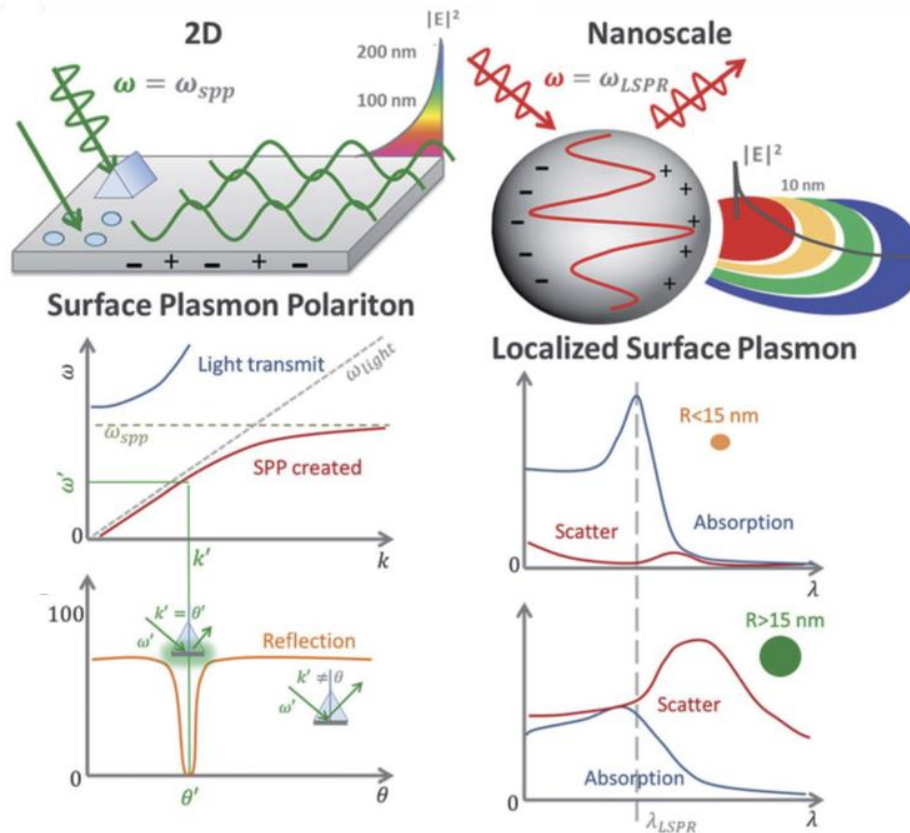 2D
|E|²
200 nm
100 nm
ω = ω_spp
− + − + −
Surface Plasmon Polariton
ω
Light transmit
ω_light
ω_spp
SPP created
ω'
0
k'
k
100
k' = θ'
ω'
Reflection
k' ≠ θ
ω'
0
θ'
θ
Nanoscale
ω = ω_LSPR
|E|²
10 nm
− − − − − −
+ + + + + +
Localized Surface Plasmon
R<15 nm
Scatter
Absorption
0
λ
R>15 nm
Scatter
Absorption
0
λ_LSPR
λ